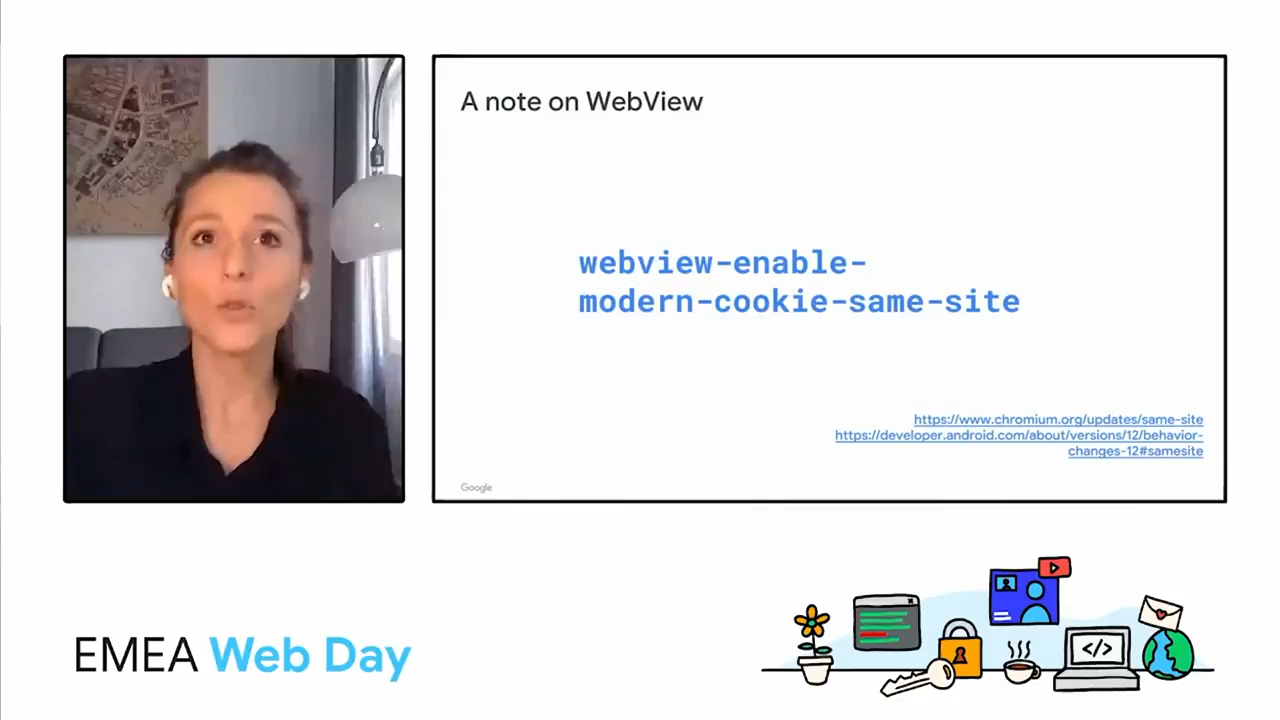 A note on WebView
webview-enable-
modern-cookie-same-site
https://www.chromium.org/updates/same-site
https://developer.android.com/about/versions/12/behavior-
changes-12#samesite
Google
EMEA Web Day
</>